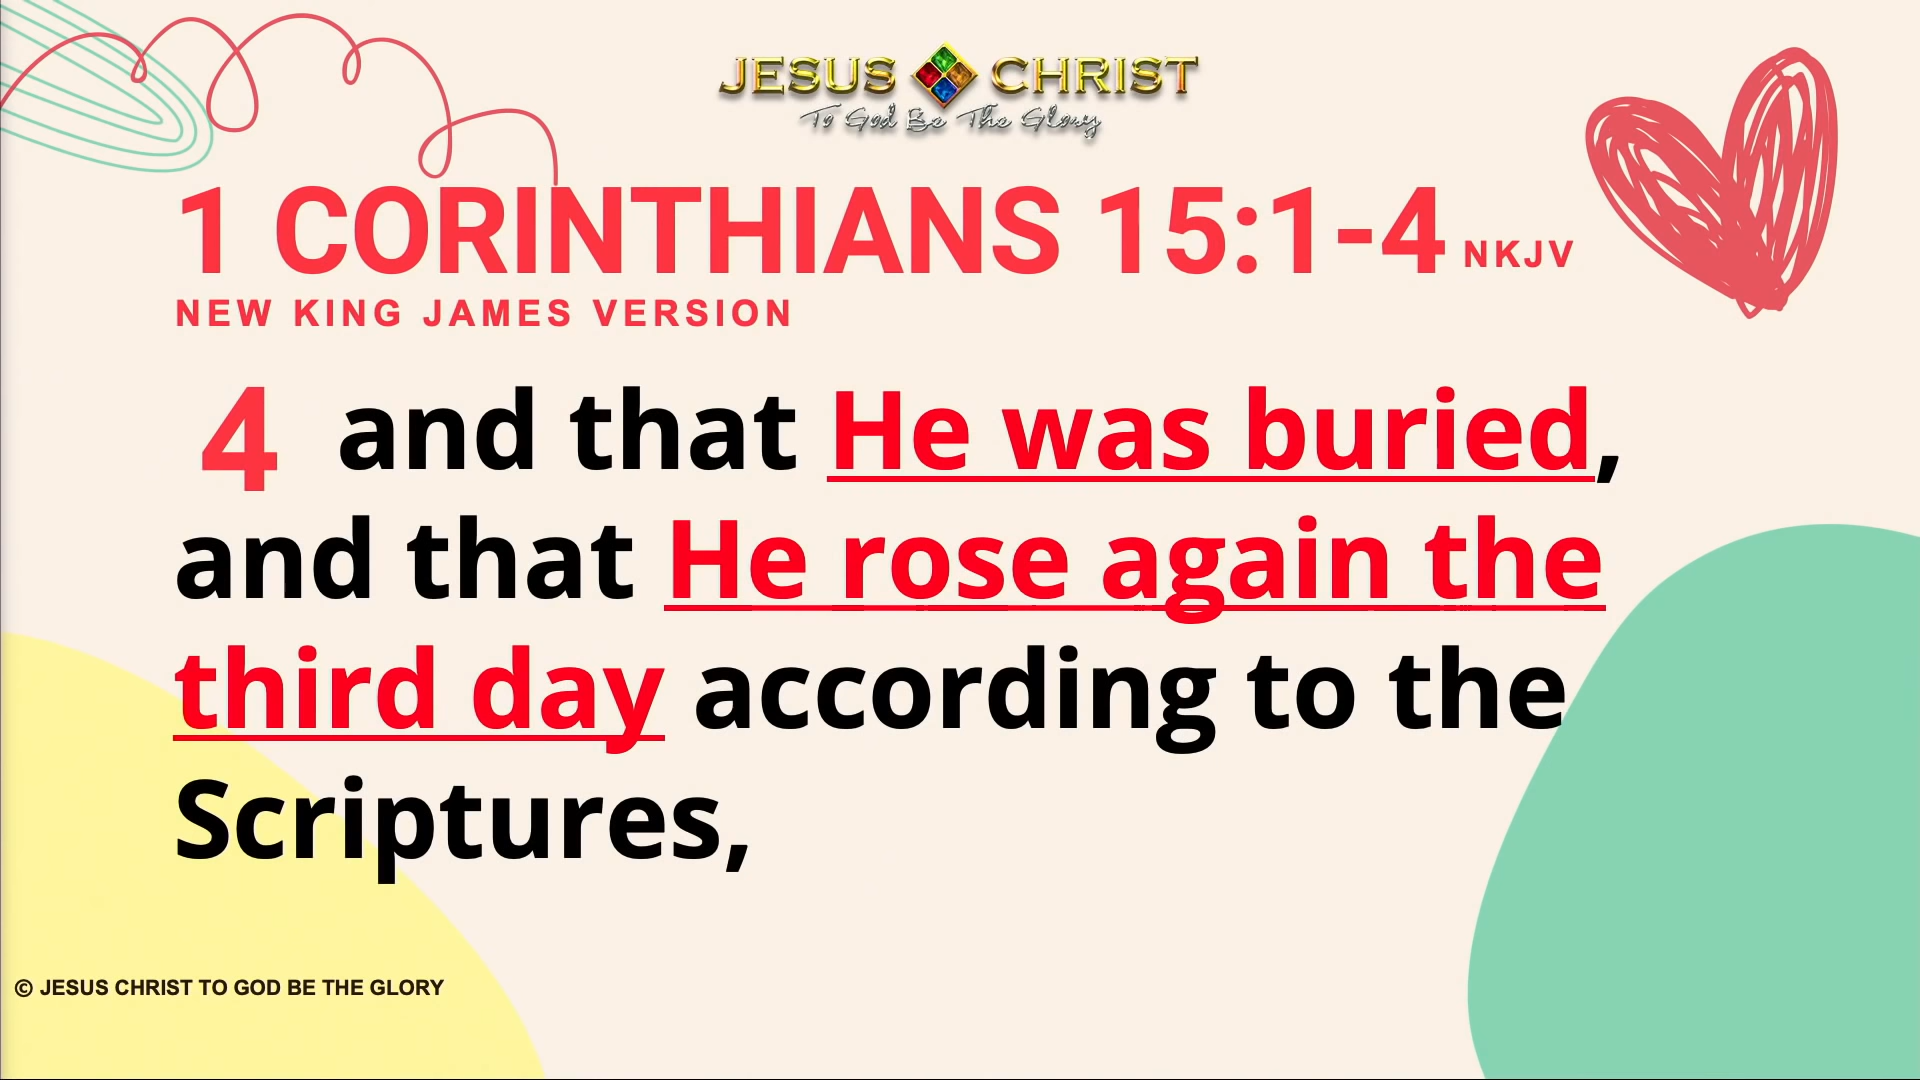 JESUS CHRIST
To God Be The Glory
1 CORINTHIANS 15:1-4 NKJV
NEW KING JAMES VERSION
4 and that He was buried,
and that He rose again the
third day according to the
Scriptures,
© JESUS CHRIST TO GOD BE THE GLORY